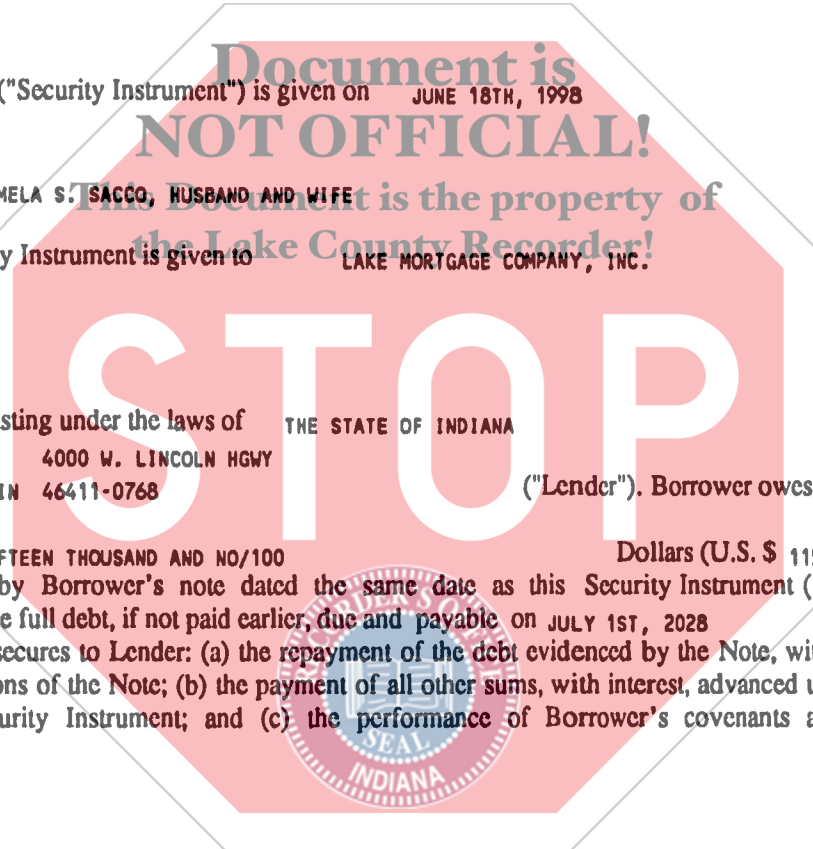 Document is
("Security Instrument") is given on JUNE 18TH, 1998
NOT OFFICIAL!
MELA S. SACCO, HUSBAND AND WIFE
This Document is the property of
the Lake County Recorder!
y Instrument is given to LAKE MORTGAGE COMPANY, INC.
STOP
sting under the laws of THE STATE OF INDIANA
4000 W. LINCOLN HGWY
IN 46411-0768 ("Lender"). Borrower owes
FTEEN THOUSAND AND NO/100 Dollars (U.S. $ 11
by Borrower's note dated the same date as this Security Instrument (
e full debt, if not paid earlier, due and payable on JULY 1ST, 2028
secures to Lender: (a) the repayment of the debt evidenced by the Note, wi
ons of the Note; (b) the payment of all other sums, with interest, advanced u
urity Instrument; and (c) the performance of Borrower's covenants a
RECORDER'S OFFICE
SEAL
INDIANA